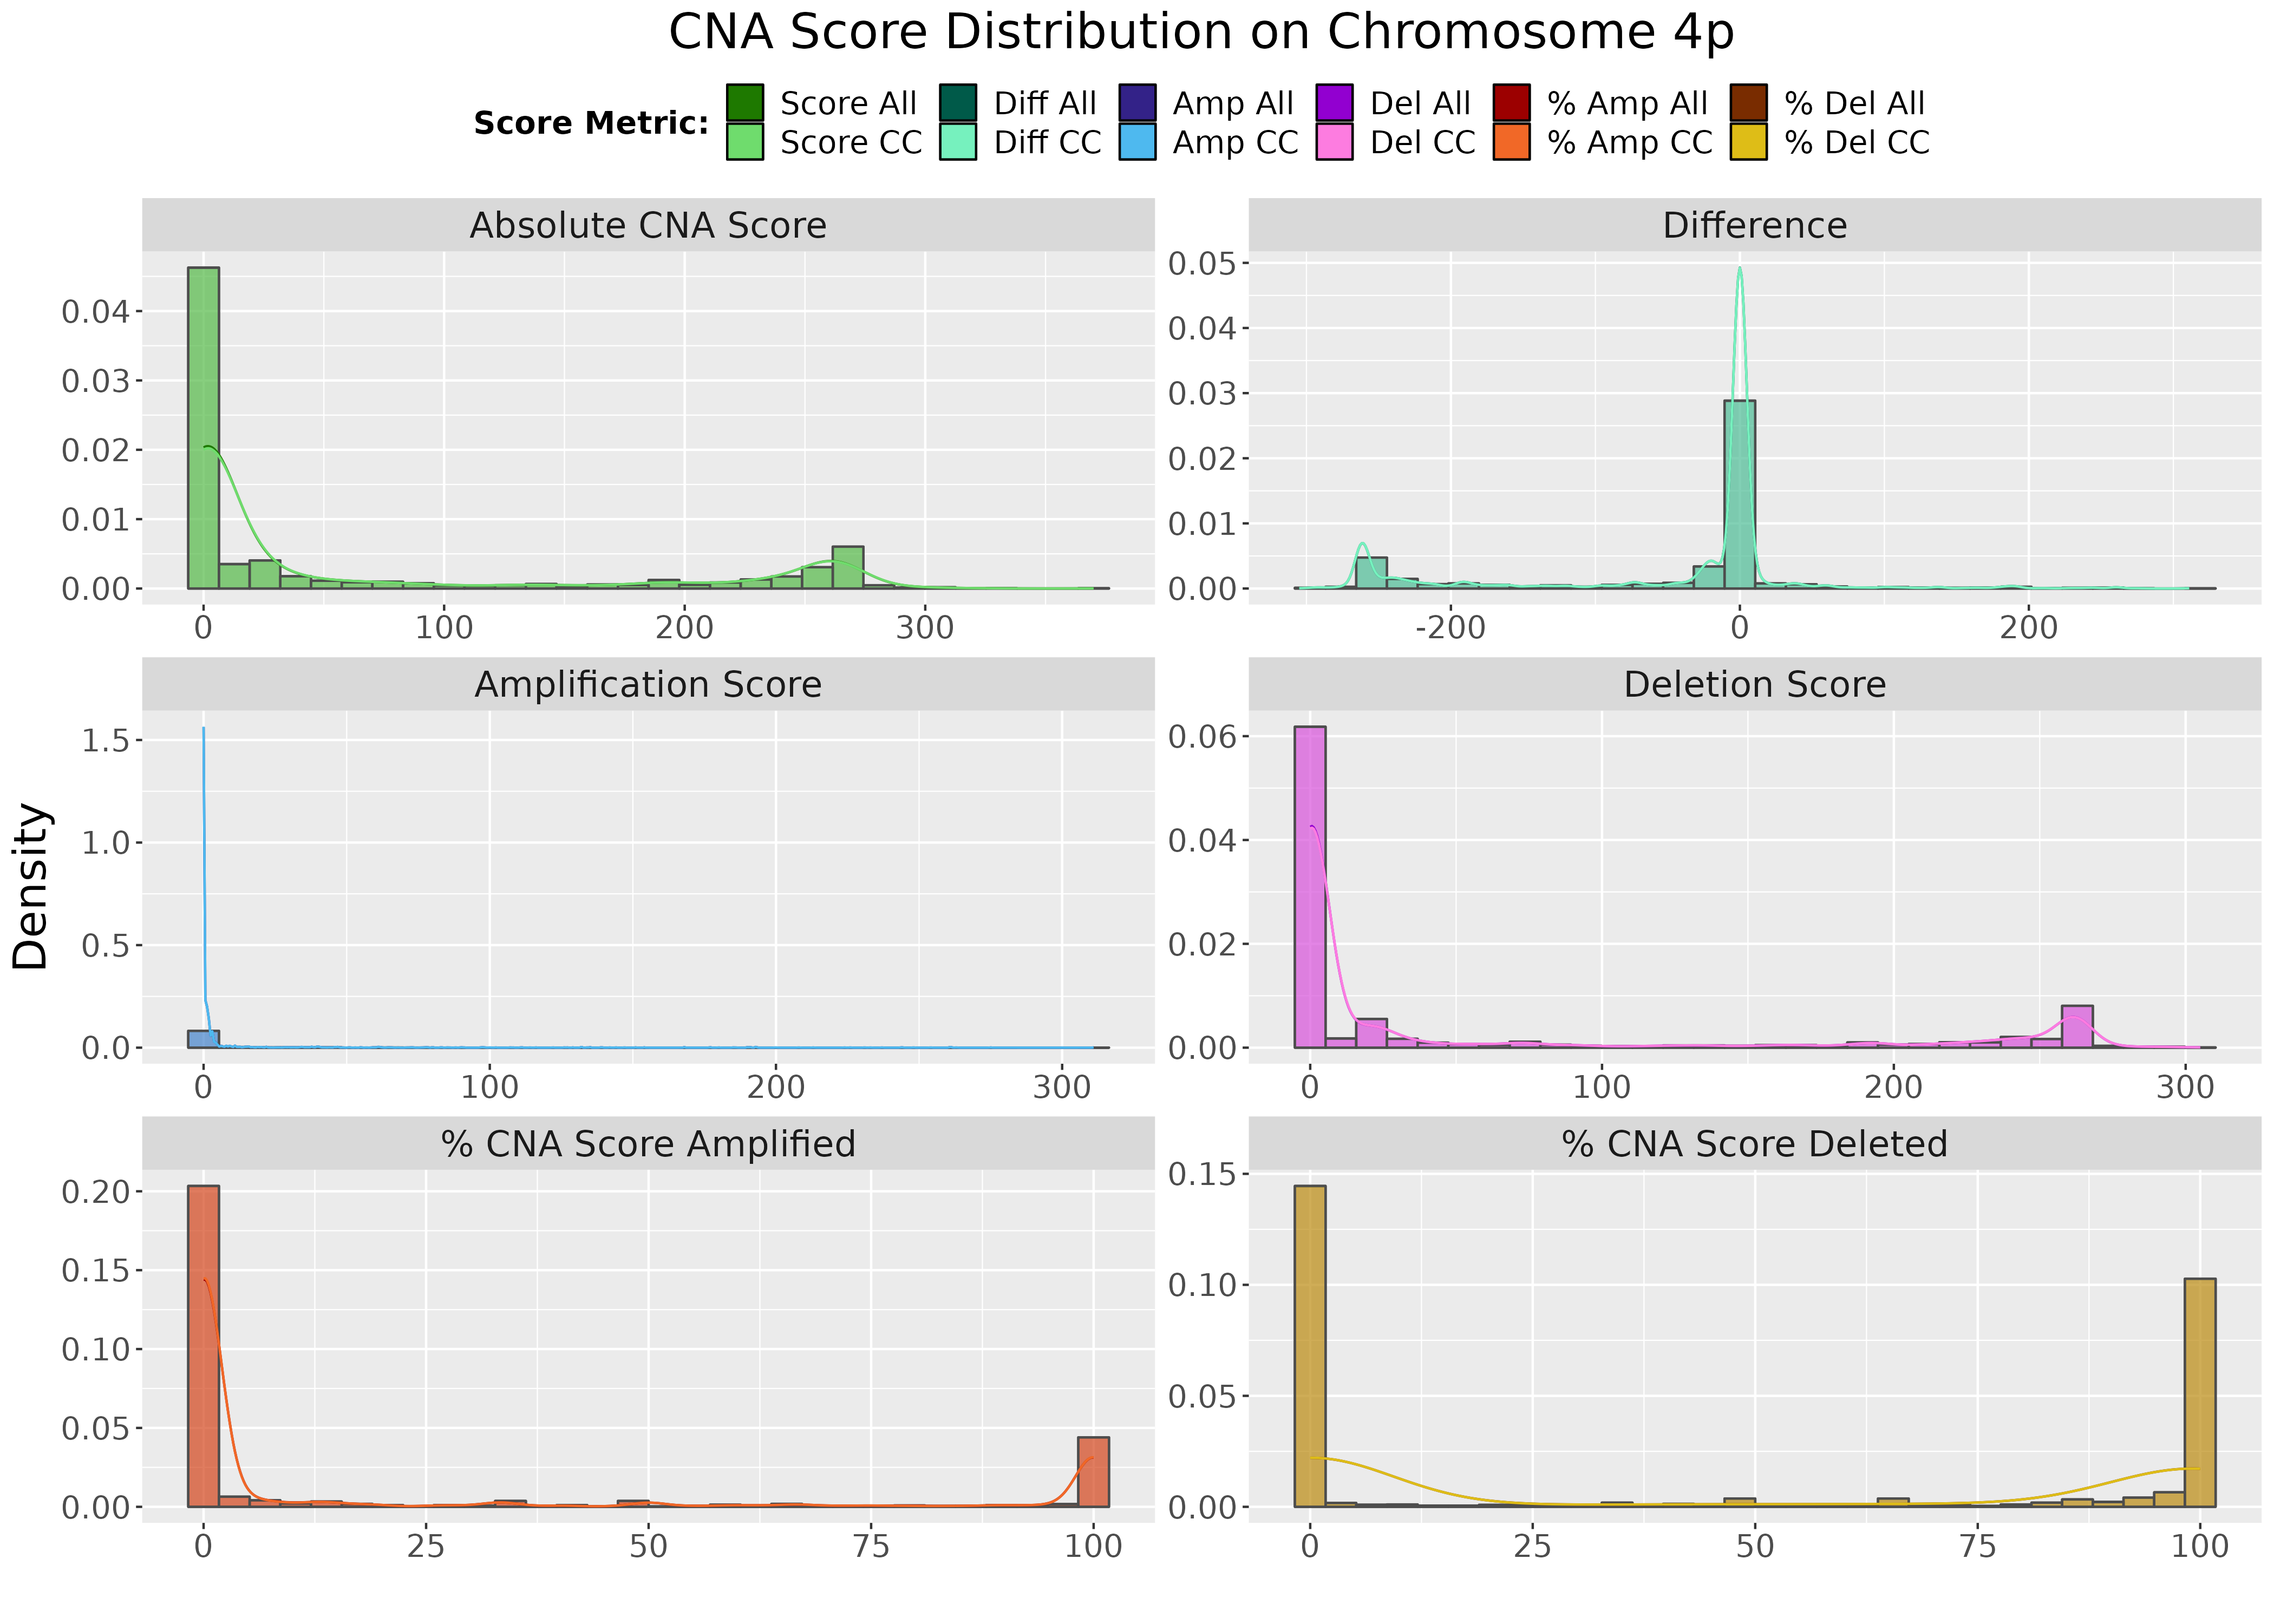 CNA Score Distribution on Chromosome 4p
Score Metric:
Score All Diff All Amp All Del All % Amp All % Del All
Score CC Diff CC Amp CC Del CC % Amp CC % Del CC
Absolute CNA Score
0.04
0.03
0.02
0.01
0.00
0 100 200 300
Difference
0.05
0.04
0.03
0.02
0.01
0.00
-200 0 200
Amplification Score
1.5
1.0
0.5
0.0
0 100 200 300
Deletion Score
0.06
0.04
0.02
0.00
0 100 200 300
Density
% CNA Score Amplified
0.20
0.15
0.10
0.05
0.00
0 25 50 75 100
% CNA Score Deleted
0.15
0.10
0.05
0.00
0 25 50 75 100